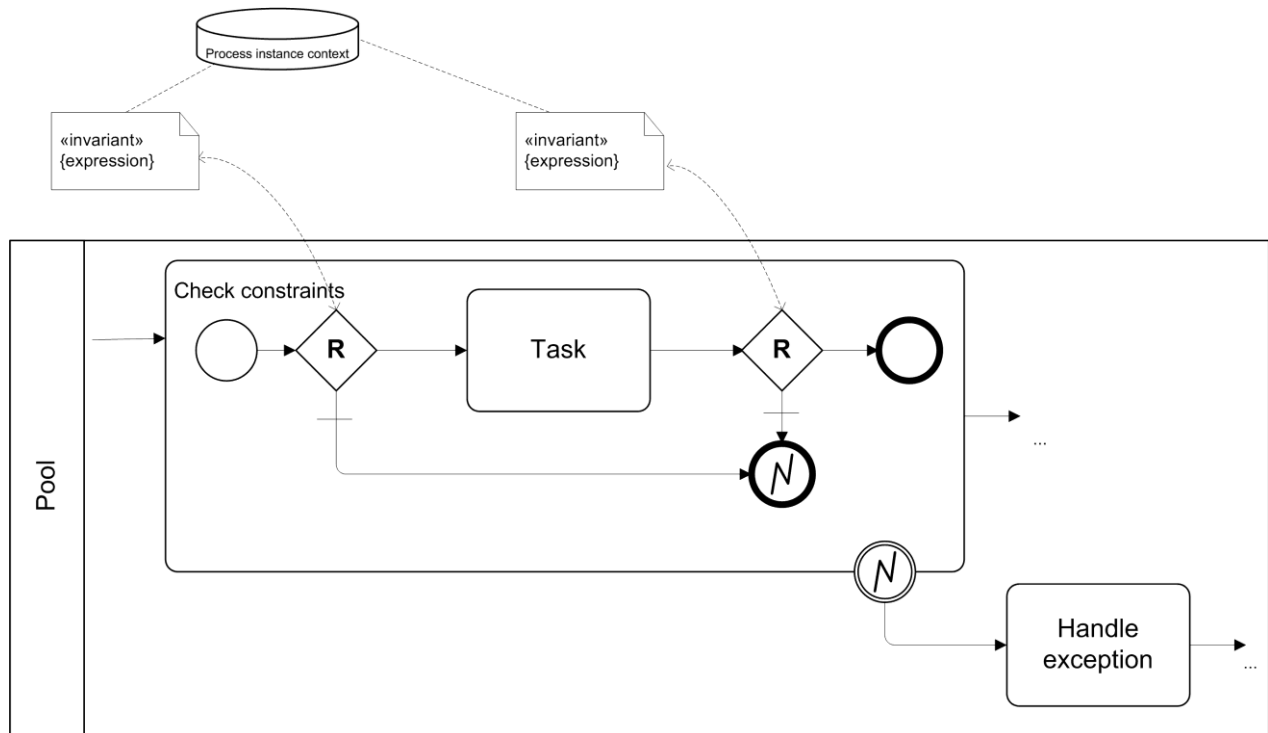 Process instance context
«invariant»
{expression}
«invariant»
{expression}
Pool
Check constraints
R
Task
R
...
Handle
exception
...